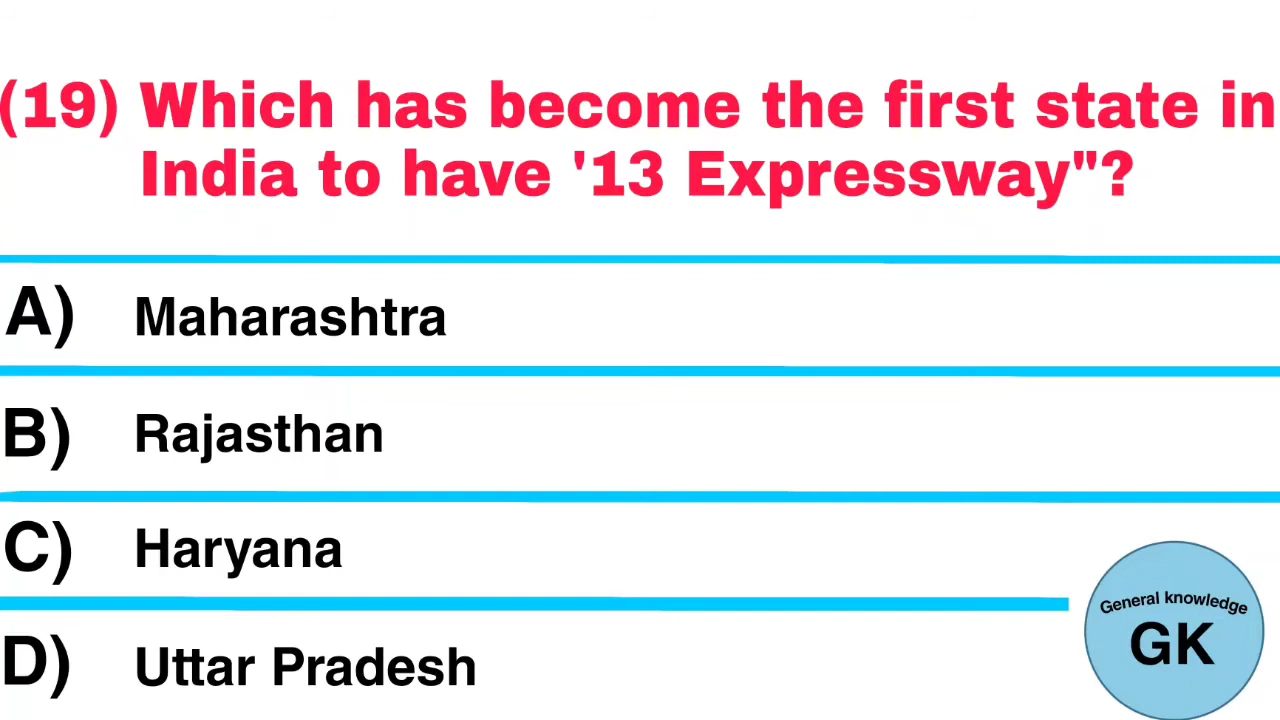 (19) Which has become the first state in
India to have '13 Expressway"?
A) Maharashtra
B) Rajasthan
C) Haryana
D) Uttar Pradesh
General knowledge
GK